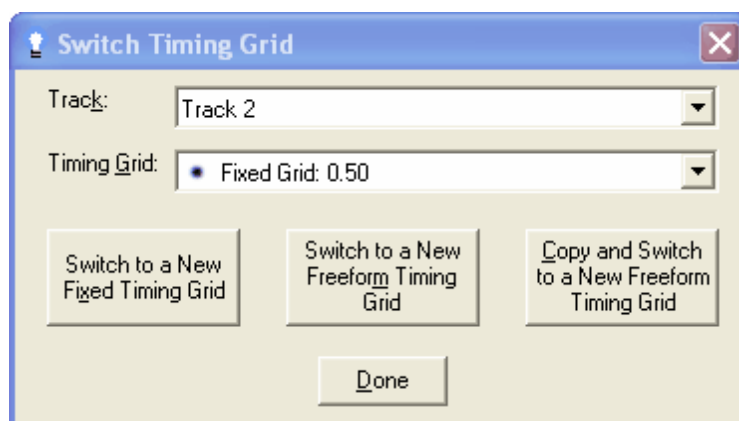 Switch Timing Grid
Track:
Track 2
Timing Grid:
Fixed Grid: 0.50
Switch to a New
Fixed Timing Grid
Switch to a New
Freeform Timing
Grid
Copy and Switch
to a New Freeform
Timing Grid
Done